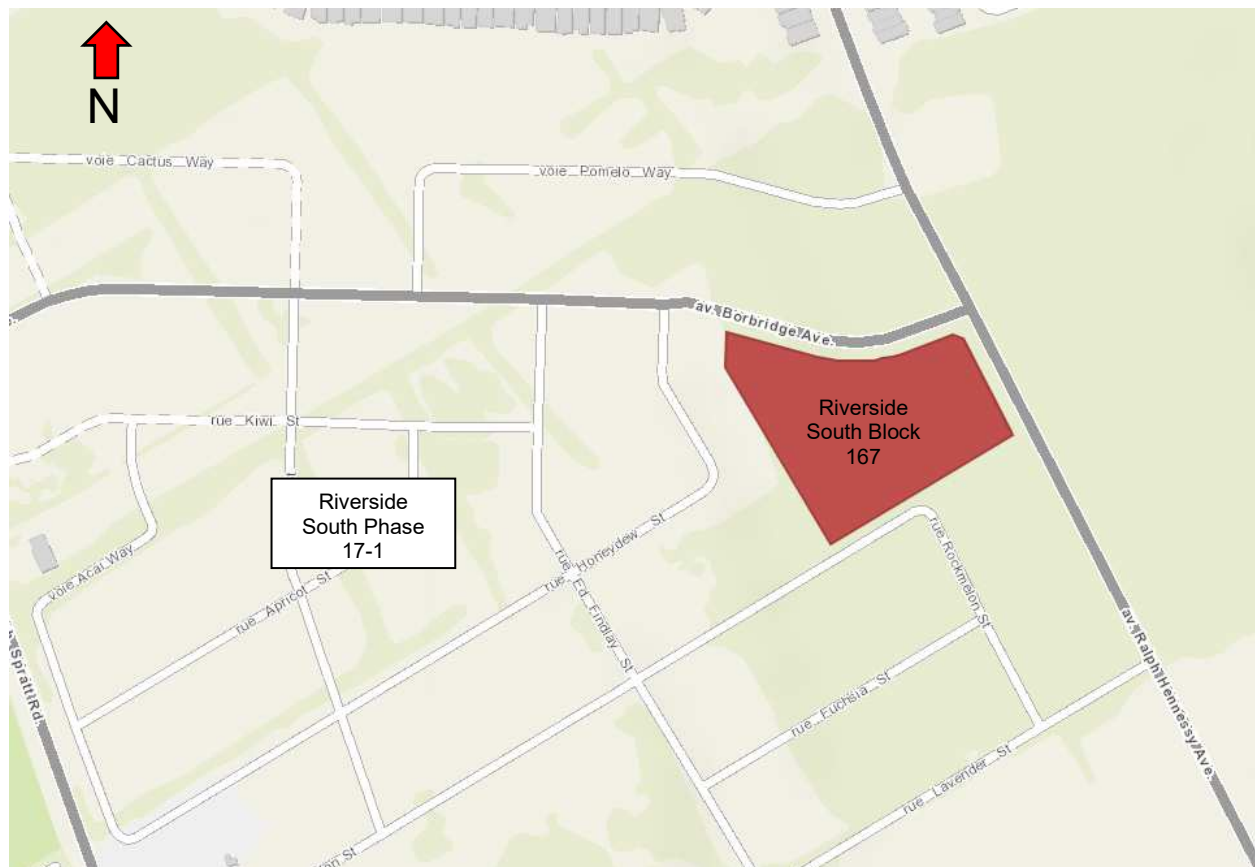 N
voie Cactus Way
voie Pomelo Way
av. Borbridge Ave.
Riverside
South Block
167
rue Kiwi St
Riverside
South Phase
17-1
voie Acai Way
rue Apricot St
rue Honeydew St
rue Ed Findlay St
rue Rockmelon St
rue Fuchsia St
rue Lavender St
av. Ralph Hennessy Ave.
Spratt Rd.
St